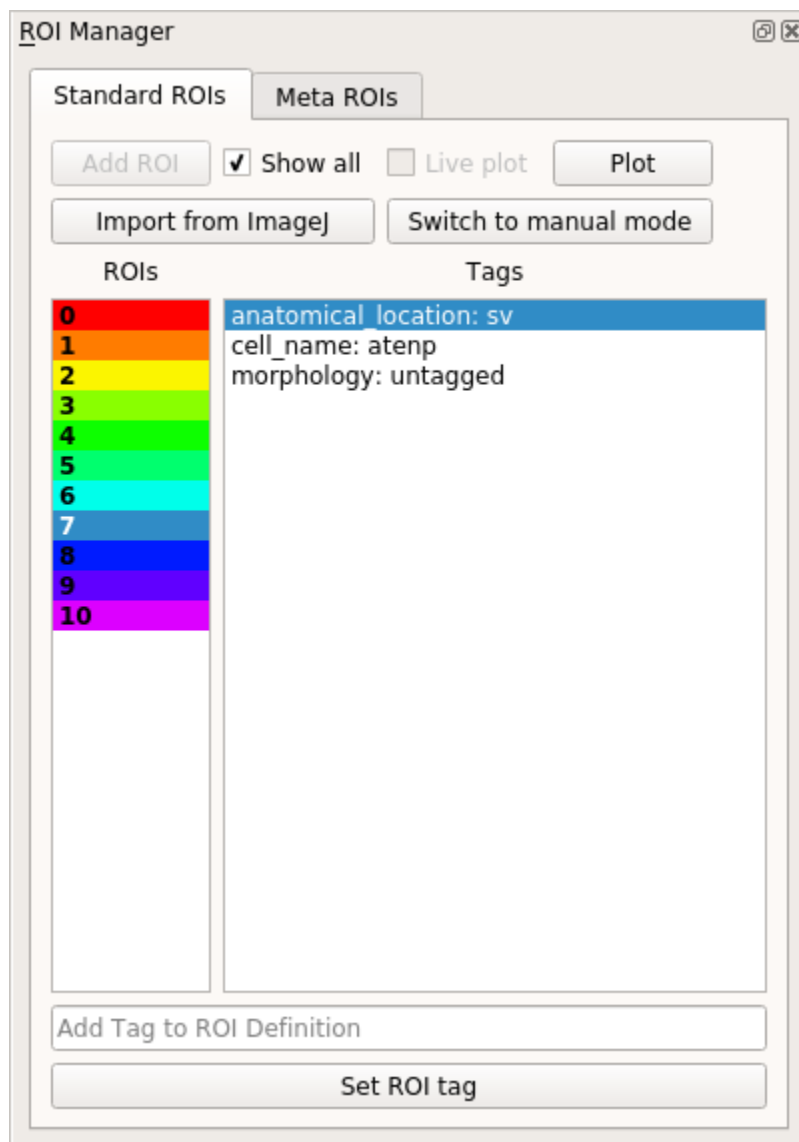 ROI Manager
Standard ROIs Meta ROIs
Add ROI Show all Live plot Plot
Import from ImageJ Switch to manual mode
ROIs Tags
0 anatomical_location: sv
1 cell_name: atenp
2 morphology: untagged
3
4
5
6
7
8
9
10
Add Tag to ROI Definition
Set ROI tag